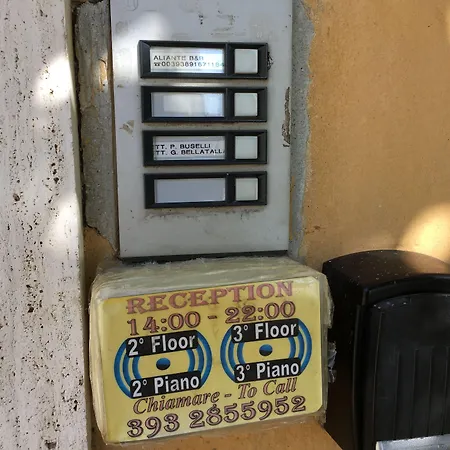 ALIANTE B&B
TT. P. BUSELLI
TT. G. BELLATALL
RECEPTION
14:00 - 22:00
2° Floor 3° Floor
2° Piano 3° Piano
Chiamare - To Call
393 2855952